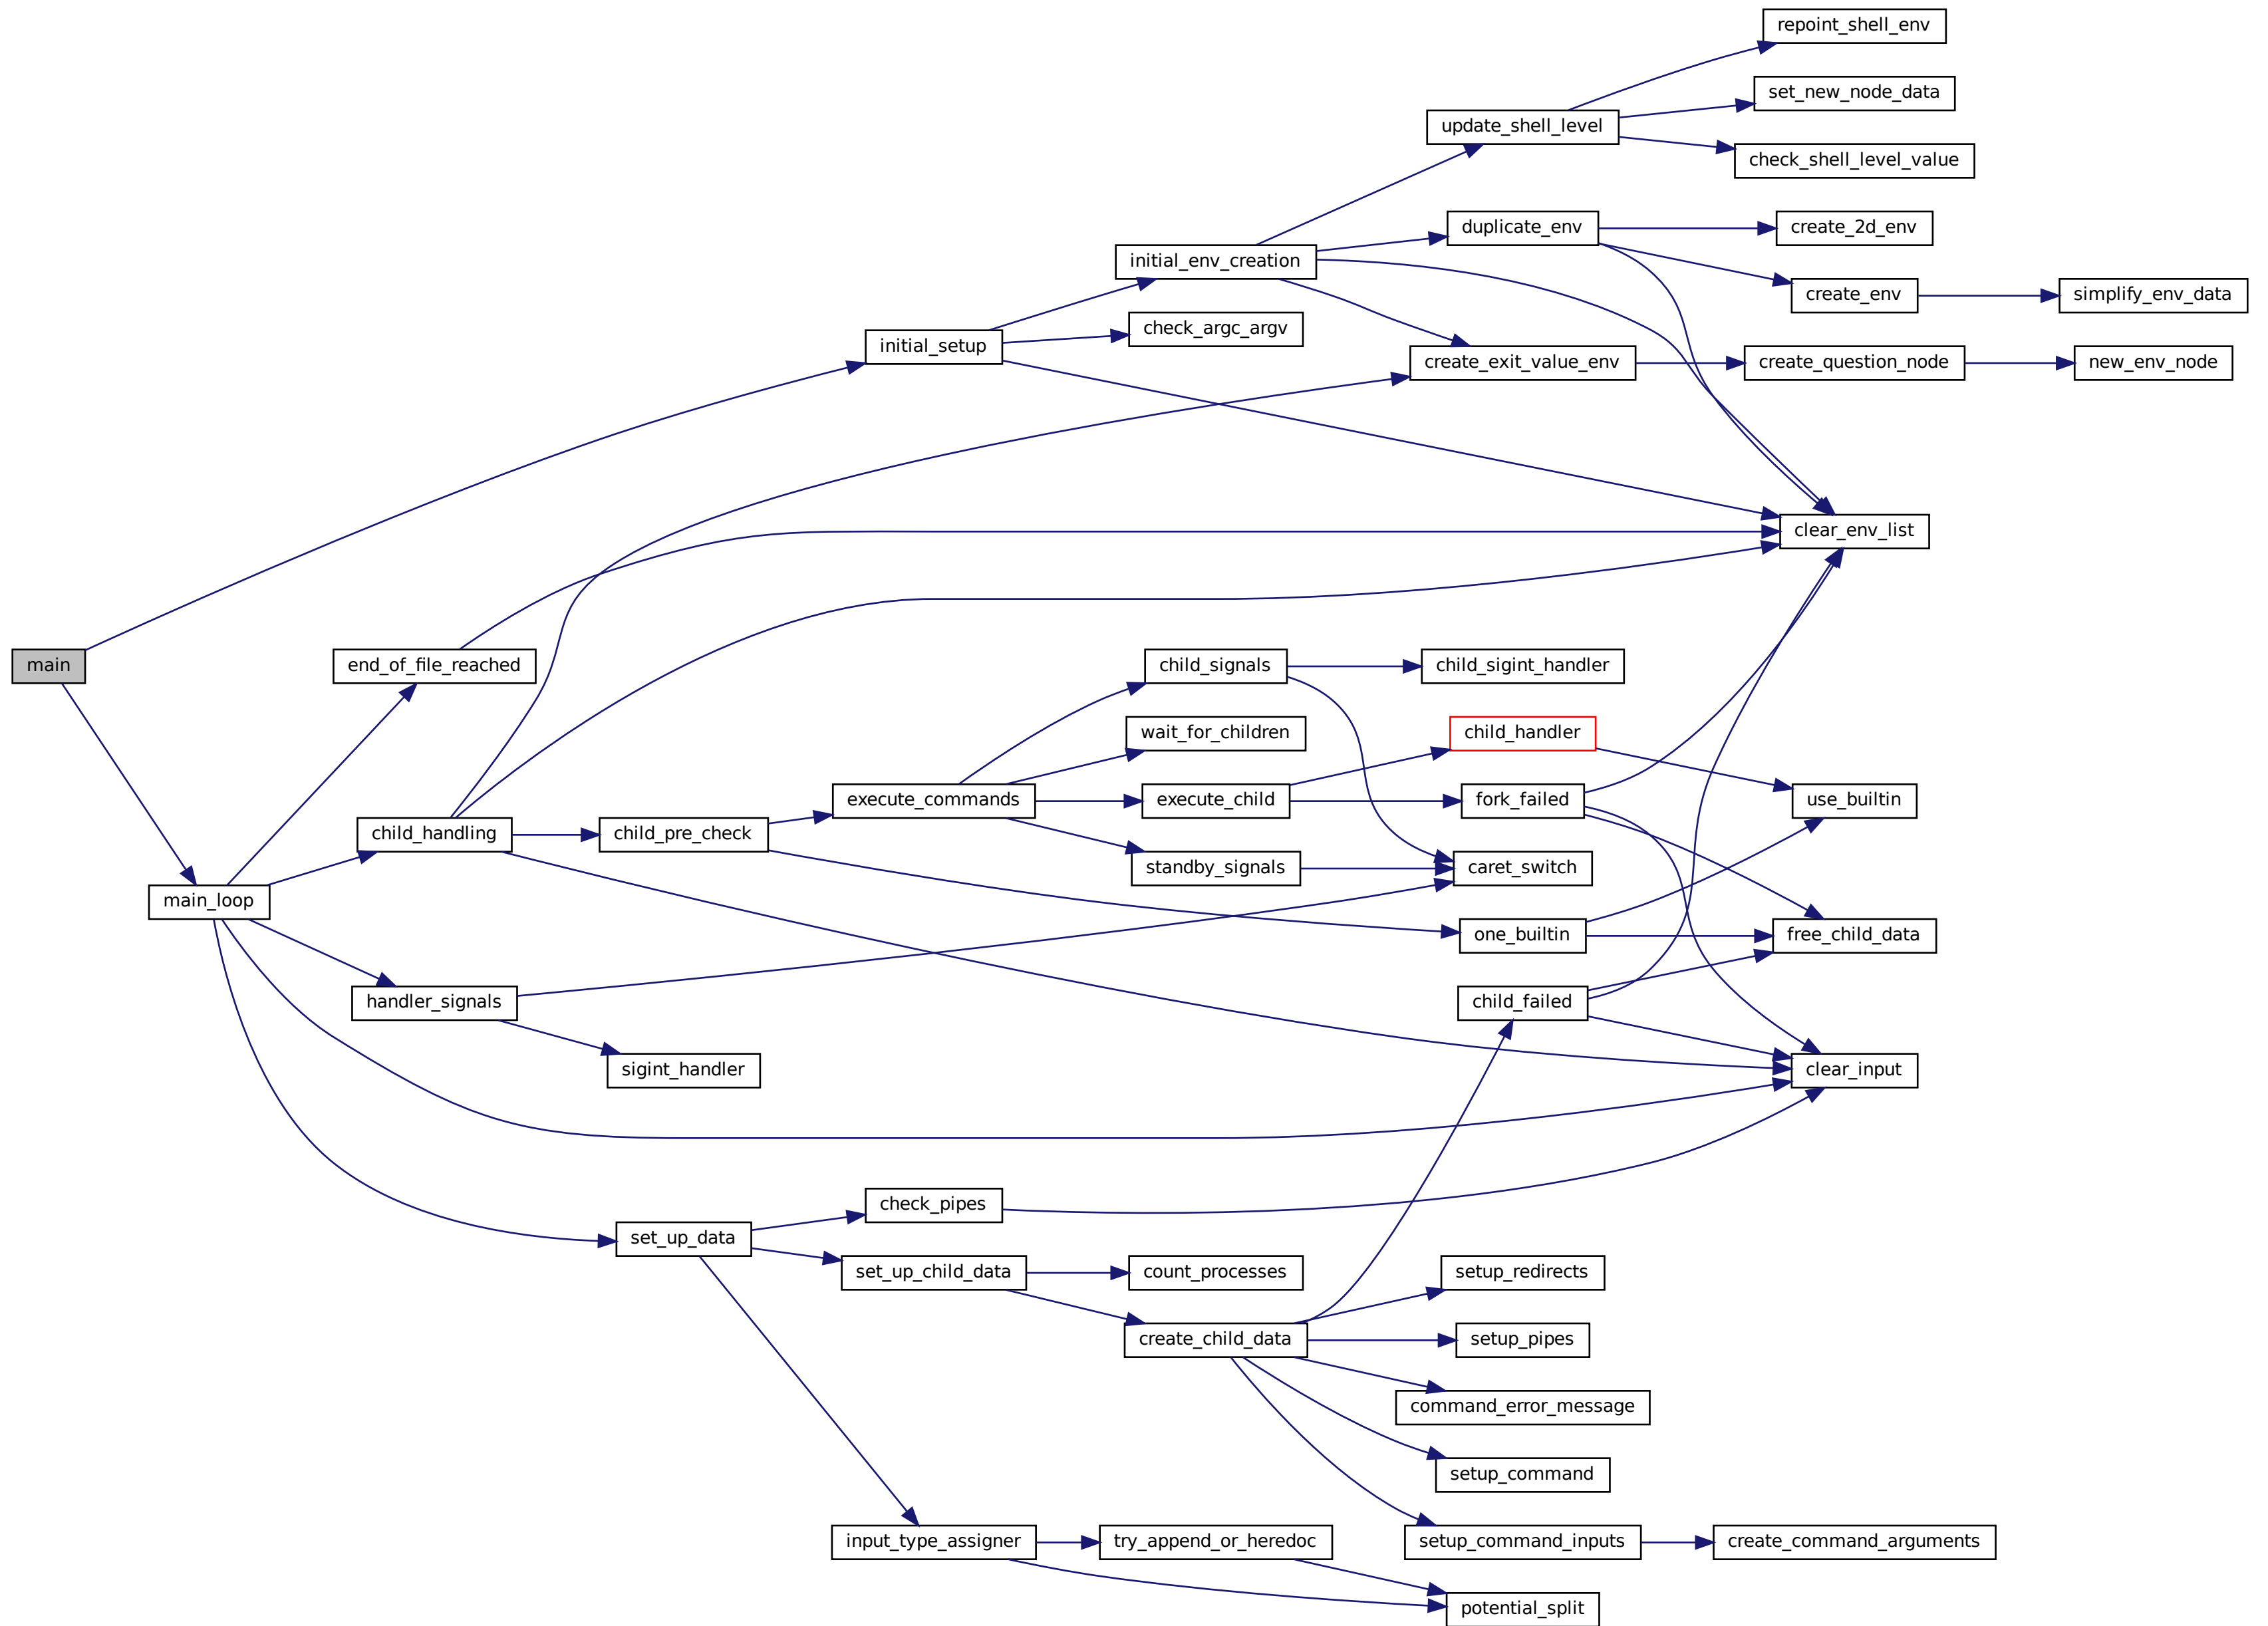 repoint_shell_env
set_new_node_data
update_shell_level
check_shell_level_value
duplicate_env
create_2d_env
initial_env_creation
create_env
simplify_env_data
check_argc_argv
initial_setup
create_exit_value_env
create_question_node
new_env_node
clear_env_list
main
end_of_file_reached
child_signals
child_sigint_handler
wait_for_children
child_handler
execute_commands
execute_child
fork_failed
use_builtin
child_handling
child_pre_check
standby_signals
caret_switch
main_loop
one_builtin
free_child_data
handler_signals
child_failed
sigint_handler
clear_input
check_pipes
set_up_data
set_up_child_data
count_processes
setup_redirects
create_child_data
setup_pipes
command_error_message
setup_command
input_type_assigner
try_append_or_heredoc
setup_command_inputs
create_command_arguments
potential_split